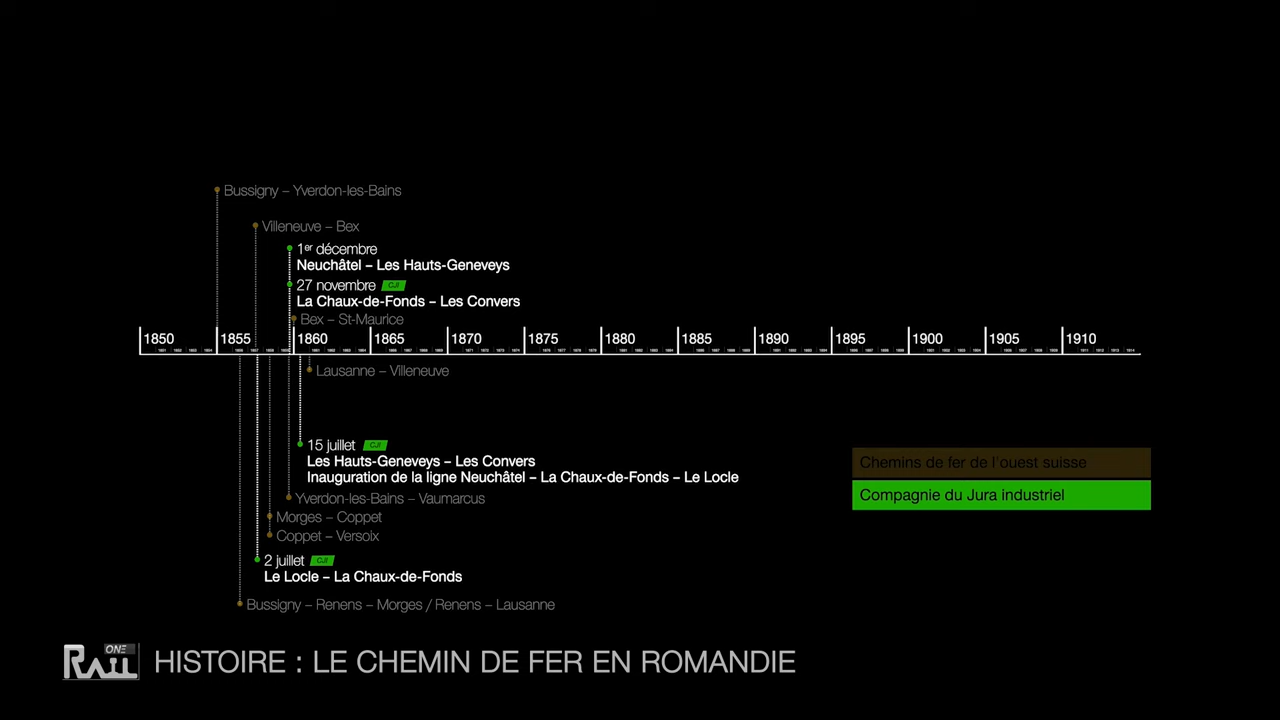 Bussigny – Yverdon-les-Bains
Villeneuve – Bex
1er décembre
Neuchâtel – Les Hauts-Geneveys
27 novembre CJI
La Chaux-de-Fonds – Les Convers
Bex – St-Maurice
1850 1855 1860 1865 1870 1875 1880 1885 1890 1895 1900 1905 1910
Lausanne – Villeneuve
15 juillet CJI
Les Hauts-Geneveys – Les Convers
Inauguration de la ligne Neuchâtel – La Chaux-de-Fonds – Le Locle
Chemins de fer de l'ouest suisse
Compagnie du Jura industriel
Yverdon-les-Bains – Vaumarcus
Morges – Coppet
Coppet – Versoix
2 juillet CJI
Le Locle – La Chaux-de-Fonds
Bussigny – Renens – Morges / Renens – Lausanne
RAIL ONE
HISTOIRE : LE CHEMIN DE FER EN ROMANDIE